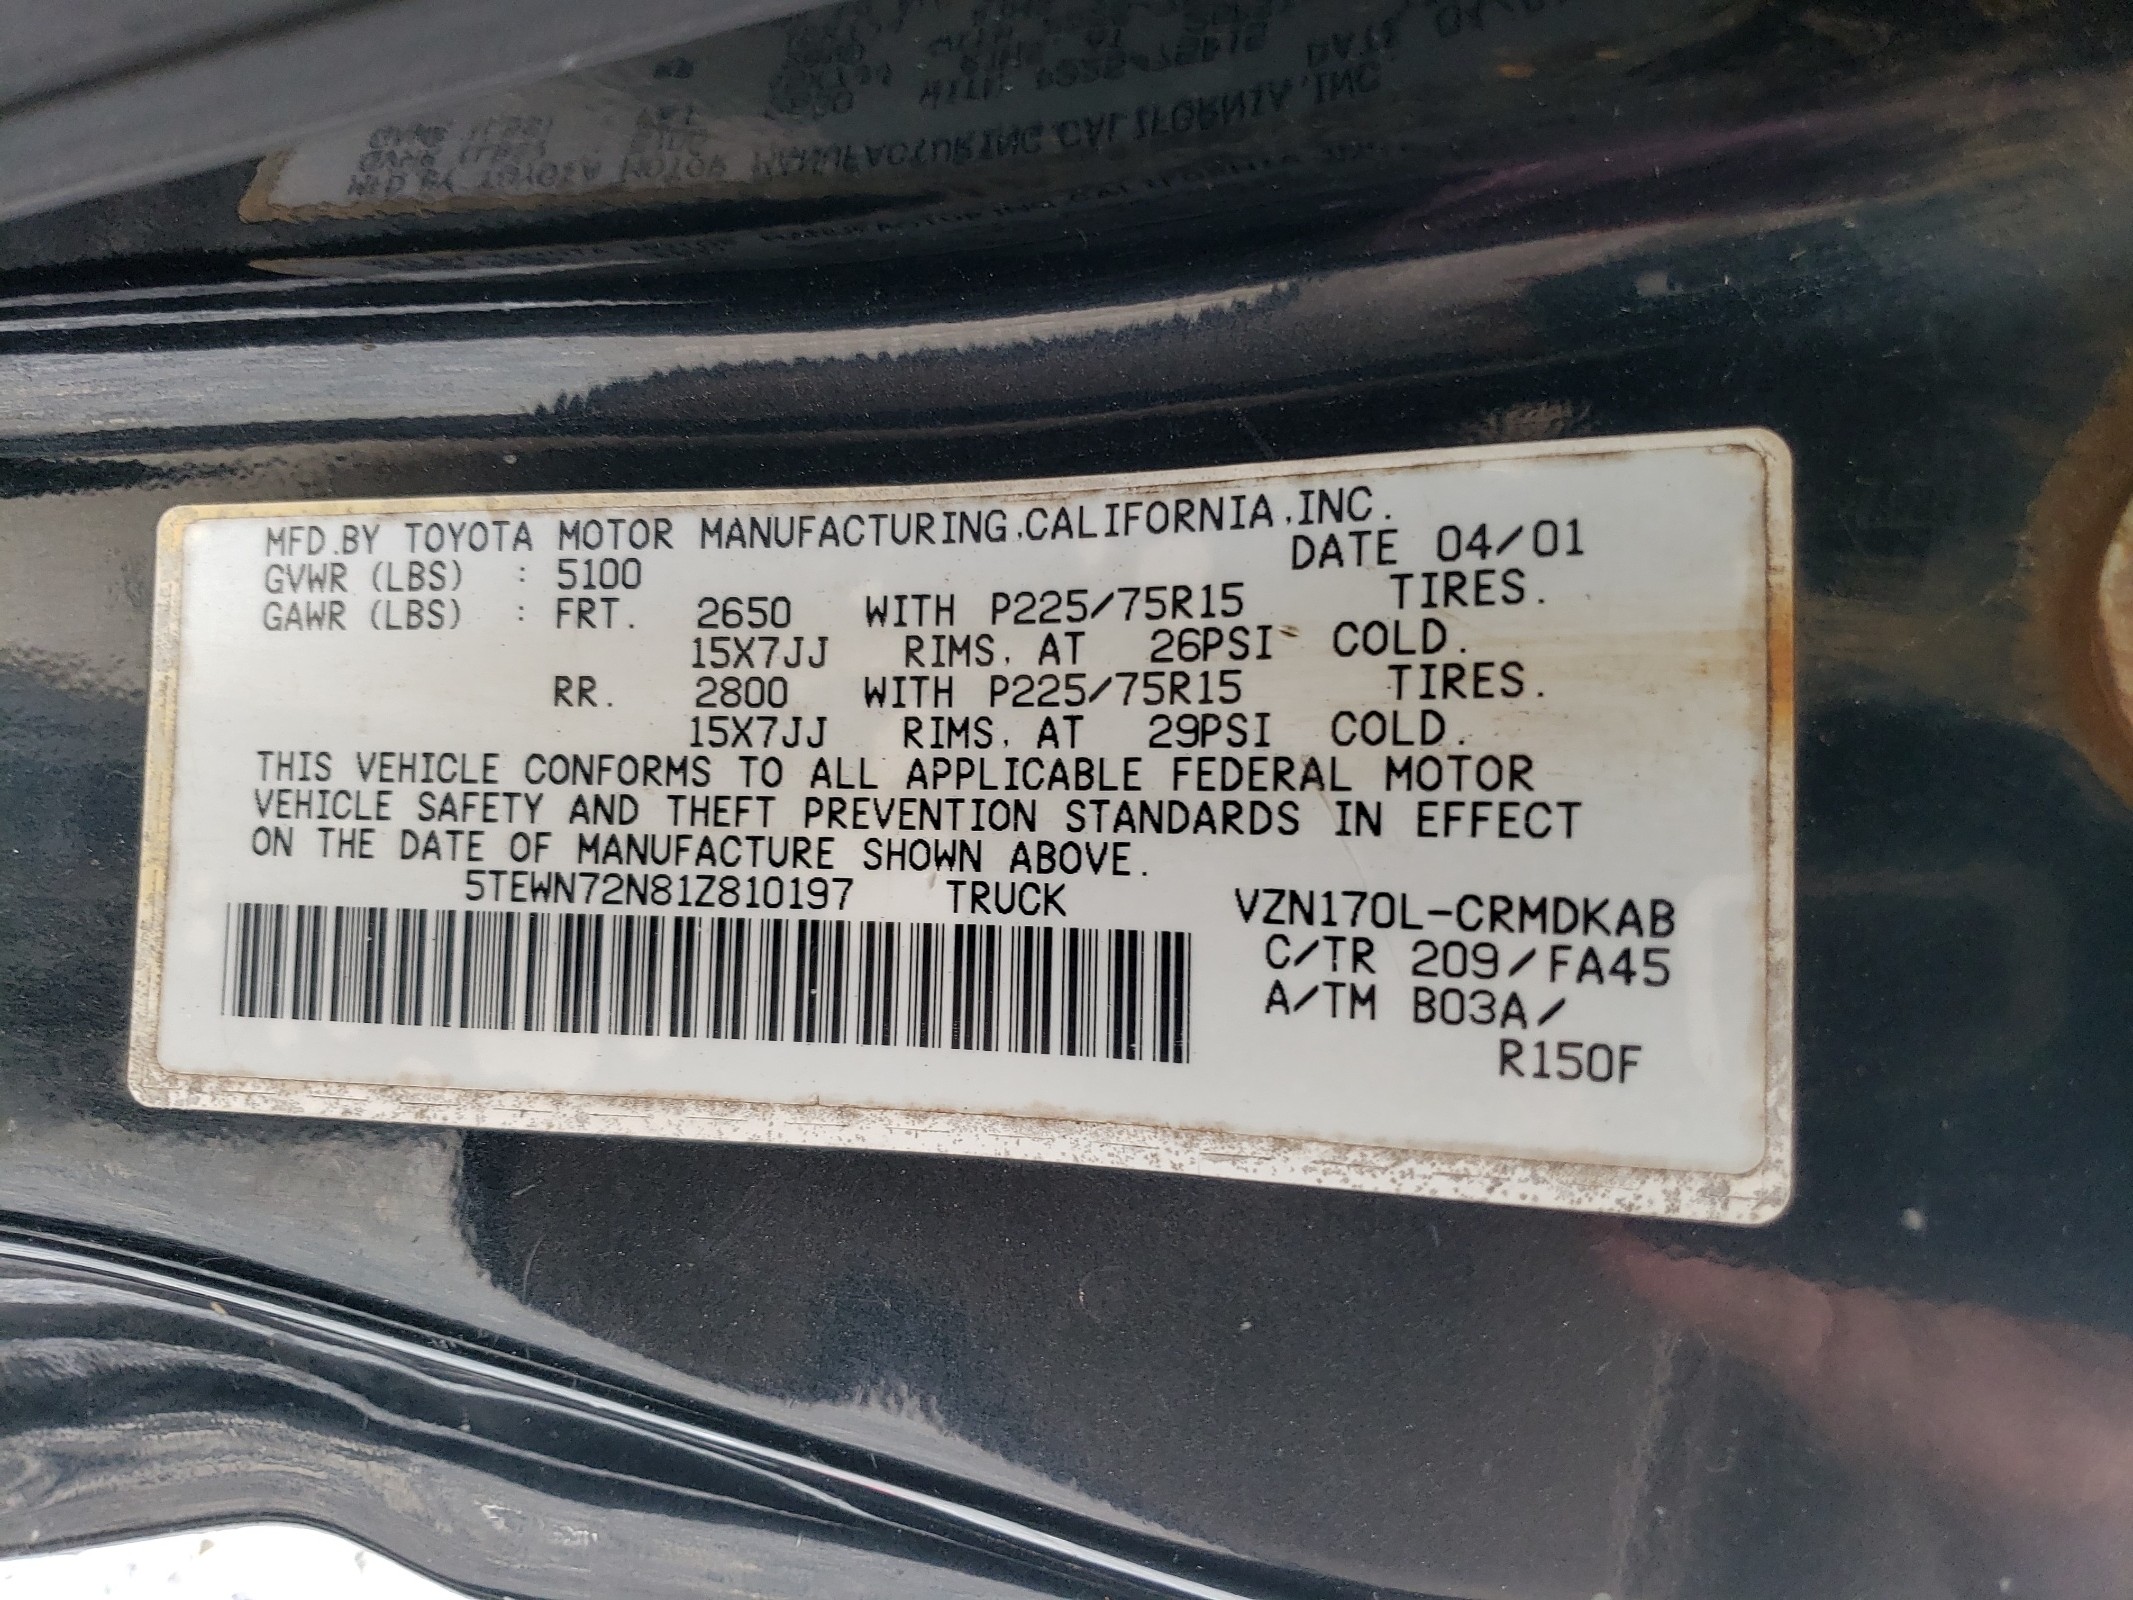 MFD.BY TOYOTA MOTOR MANUFACTURING,CALIFORNIA,INC.
DATE 04/01
GVWR (LBS) : 5100
GAWR (LBS) : FRT. 2650 WITH P225/75R15 TIRES.
15X7JJ RIMS, AT 26PSI COLD.
RR. 2800 WITH P225/75R15 TIRES.
15X7JJ RIMS, AT 29PSI COLD.
THIS VEHICLE CONFORMS TO ALL APPLICABLE FEDERAL MOTOR
VEHICLE SAFETY AND THEFT PREVENTION STANDARDS IN EFFECT
ON THE DATE OF MANUFACTURE SHOWN ABOVE.
5TEWN72N81Z810197 TRUCK VZN170L-CRMDKAB
C/TR 209/FA45
A/TM B03A/
R150F